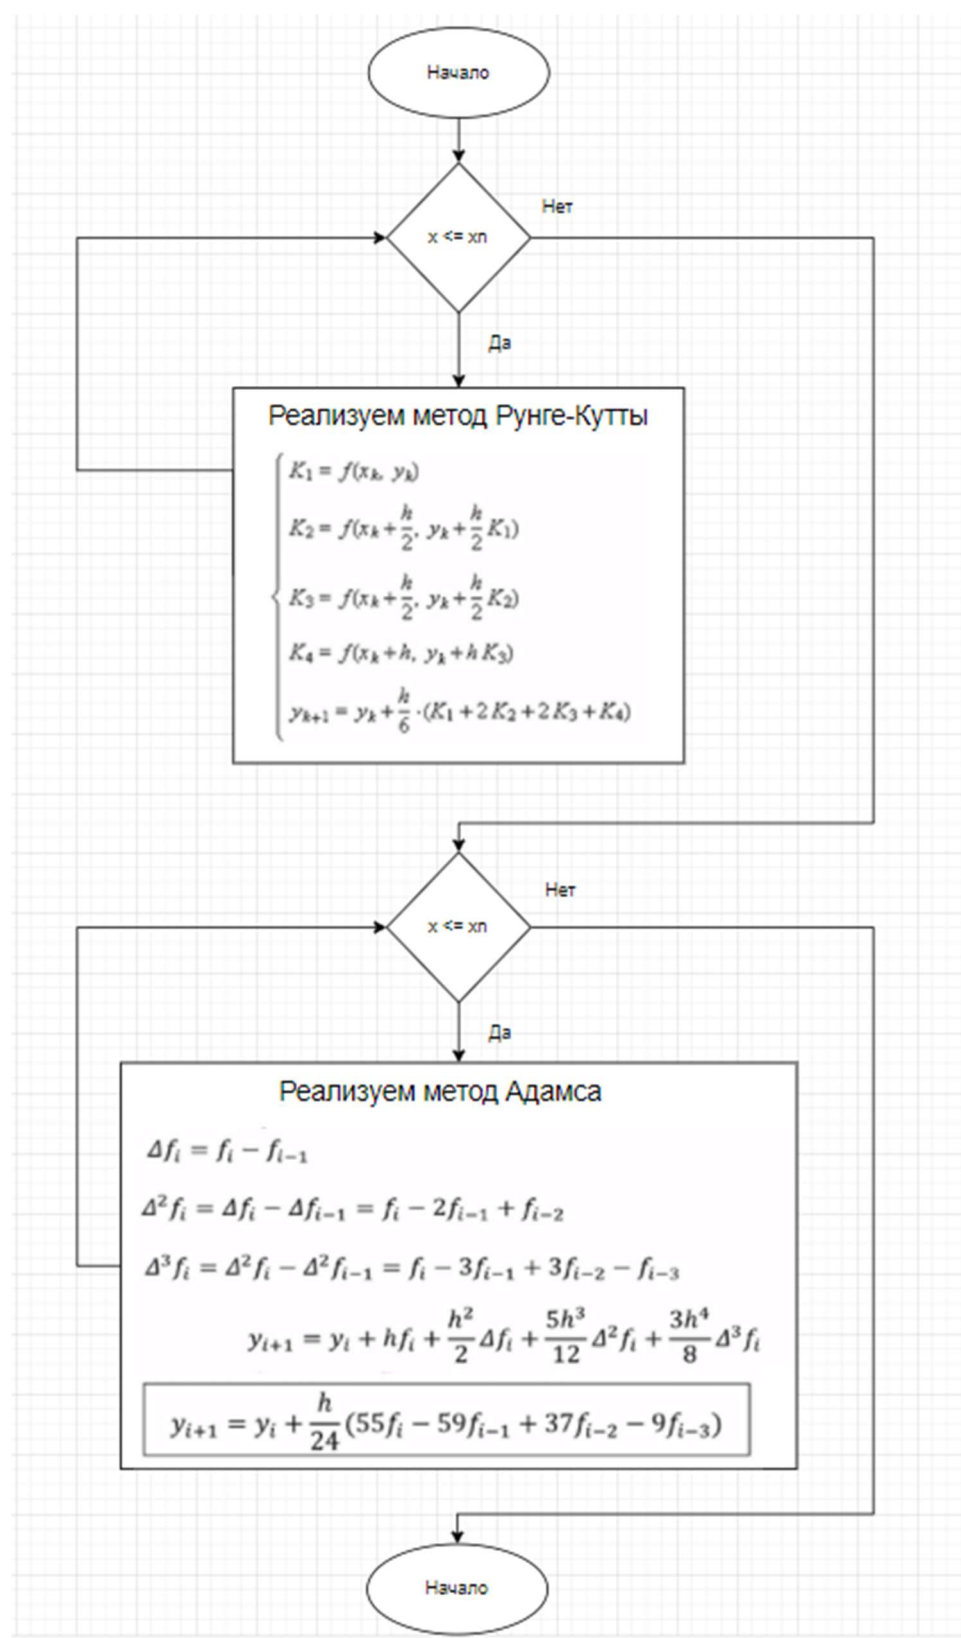 Начало
x <= xn
Нет
Да
Реализуем метод Рунге-Кутты
K₁ = f(xₖ, yₖ)
K₂ = f(xₖ + h/2, yₖ + h/2 K₁)
K₃ = f(xₖ + h/2, yₖ + h/2 K₂)
K₄ = f(xₖ + h, yₖ + h K₃)
yₖ₊₁ = yₖ + h/6 ·(K₁ + 2 K₂ + 2 K₃ + K₄)
x <= xn
Нет
Да
Реализуем метод Адамса
Δfᵢ = fᵢ − fᵢ₋₁
Δ²fᵢ = Δfᵢ − Δfᵢ₋₁ = fᵢ − 2fᵢ₋₁ + fᵢ₋₂
Δ³fᵢ = Δ²fᵢ − Δ²fᵢ₋₁ = fᵢ − 3fᵢ₋₁ + 3fᵢ₋₂ − fᵢ₋₃
yᵢ₊₁ = yᵢ + hfᵢ + h²/2 Δfᵢ + 5h³/12 Δ²fᵢ + 3h⁴/8 Δ³fᵢ
yᵢ₊₁ = yᵢ + h/24 (55fᵢ − 59fᵢ₋₁ + 37fᵢ₋₂ − 9fᵢ₋₃)
Начало